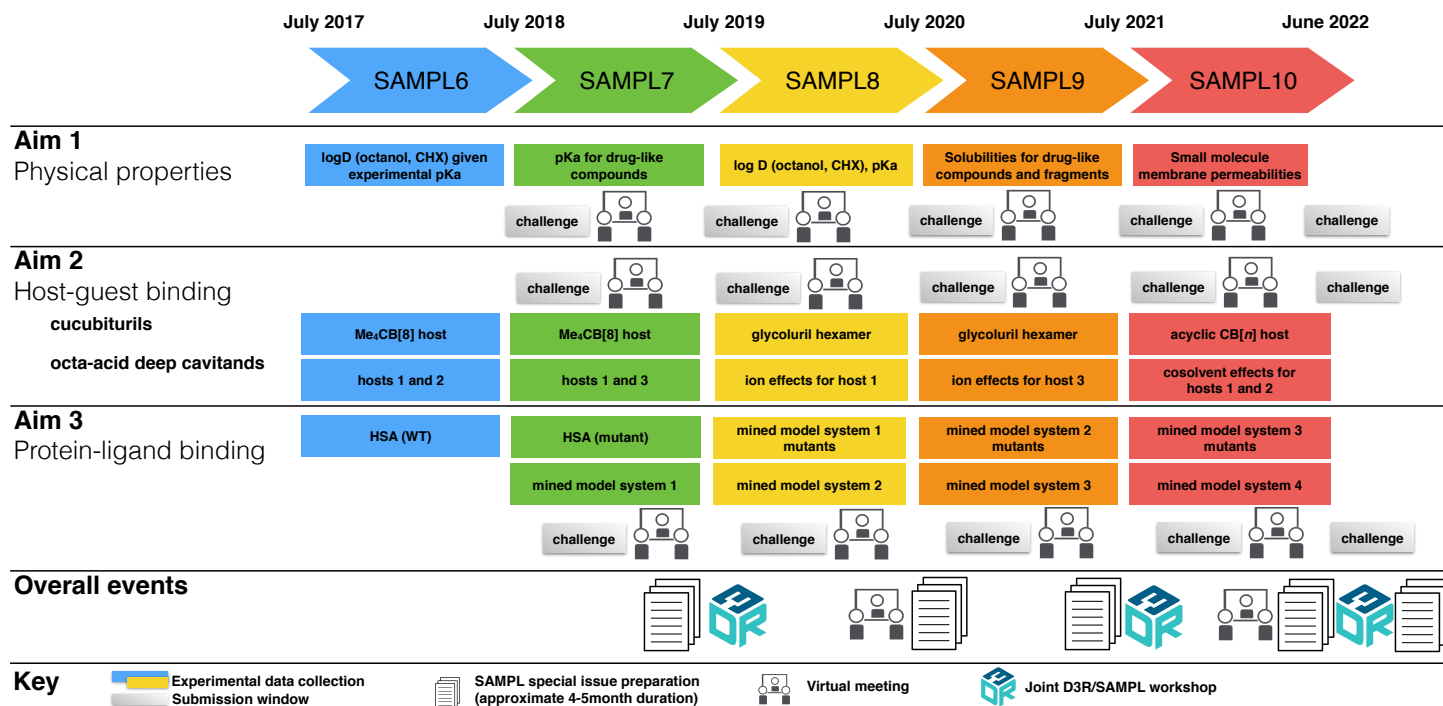 July 2017 July 2018 July 2019 July 2020 July 2021 June 2022
SAMPL6 SAMPL7 SAMPL8 SAMPL9 SAMPL10
Aim 1
Physical properties
logD (octanol, CHX) given
experimental pKa
pKa for drug-like
compounds
log D (octanol, CHX), pKa
Solubilities for drug-like
compounds and fragments
Small molecule
membrane permeabilities
challenge challenge challenge challenge challenge
Aim 2
Host-guest binding
challenge challenge challenge challenge challenge
cucubiturils
Me₄CB[8] host Me₄CB[8] host glycoluril hexamer glycoluril hexamer acyclic CB[n] host
octa-acid deep cavitands
hosts 1 and 2 hosts 1 and 3 ion effects for host 1 ion effects for host 3
cosolvent effects for
hosts 1 and 2
Aim 3
Protein-ligand binding
HSA (WT) HSA (mutant)
mined model system 1
mutants
mined model system 2
mutants
mined model system 3
mutants
mined model system 1 mined model system 2 mined model system 3 mined model system 4
challenge challenge challenge challenge challenge
Overall events
3DR 3DR 3DR
Key
Experimental data collection
Submission window
SAMPL special issue preparation
(approximate 4-5month duration)
Virtual meeting
3DR
Joint D3R/SAMPL workshop